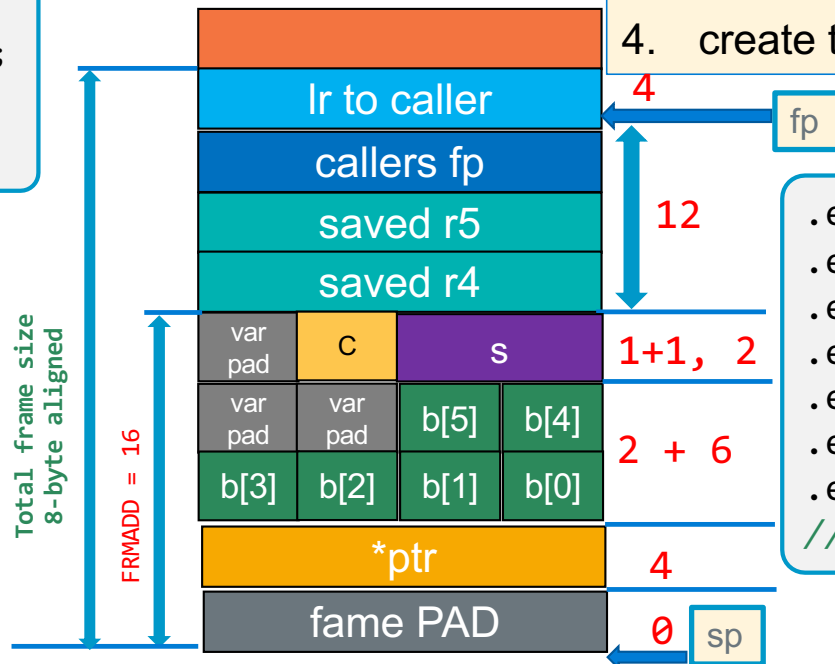 s
4. create t
lr to caller
4
fp
callers fp
saved r5
12
saved r4
var pad
C
s
1+1, 2
var pad
var pad
b[5]
b[4]
2 + 6
b[3]
b[2]
b[1]
b[0]
*ptr
4
fame PAD
0
sp
Total frame size
8-byte aligned
FRMADD = 16
.e
.e
.e
.e
.e
.e
.e
//